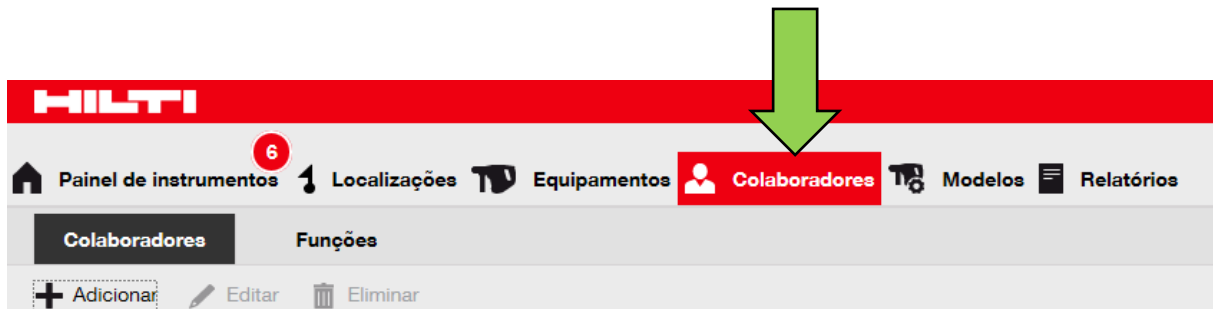 HILTI
6
Painel de instrumentos Localizações Equipamentos Colaboradores Modelos Relatórios
Colaboradores Funções
Adicionar Editar Eliminar